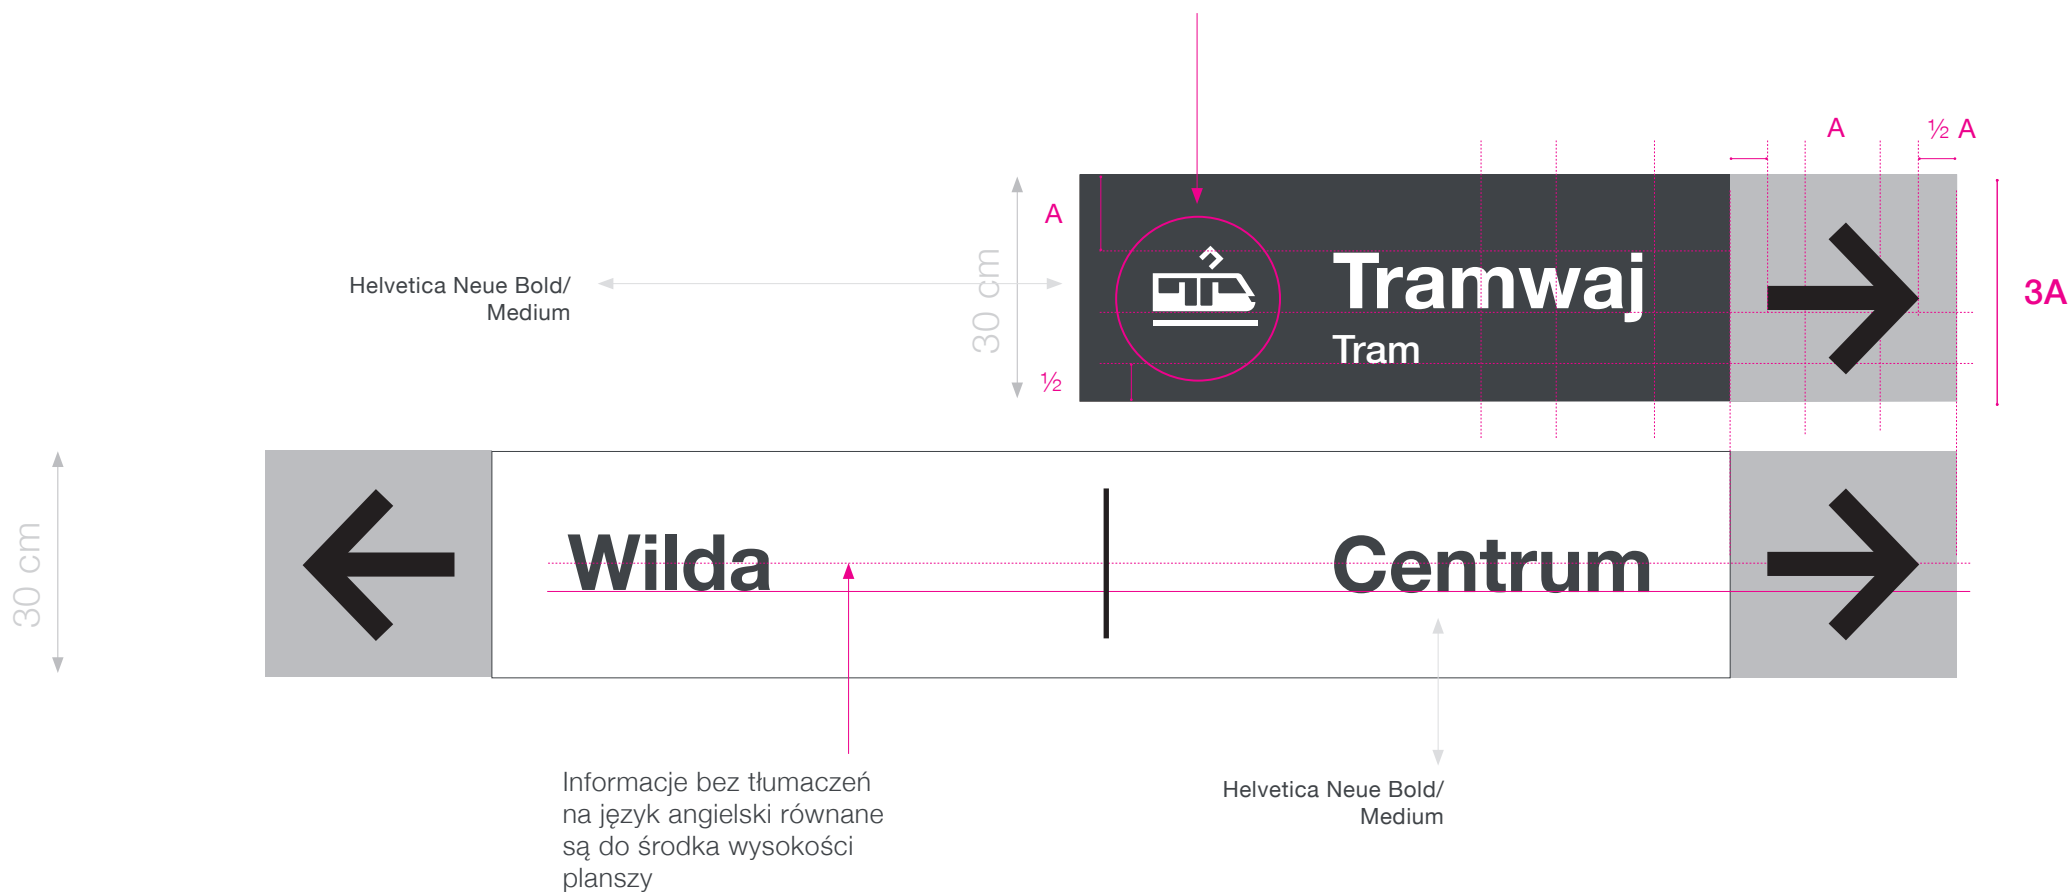 A
½ A
A
Helvetica Neue Bold/
Medium
30 cm
Tramwaj
Tram
3A
½
30 cm
Wilda
Centrum
Informacje bez tłumaczeń
na język angielski równane
są do środka wysokości
planszy
Helvetica Neue Bold/
Medium